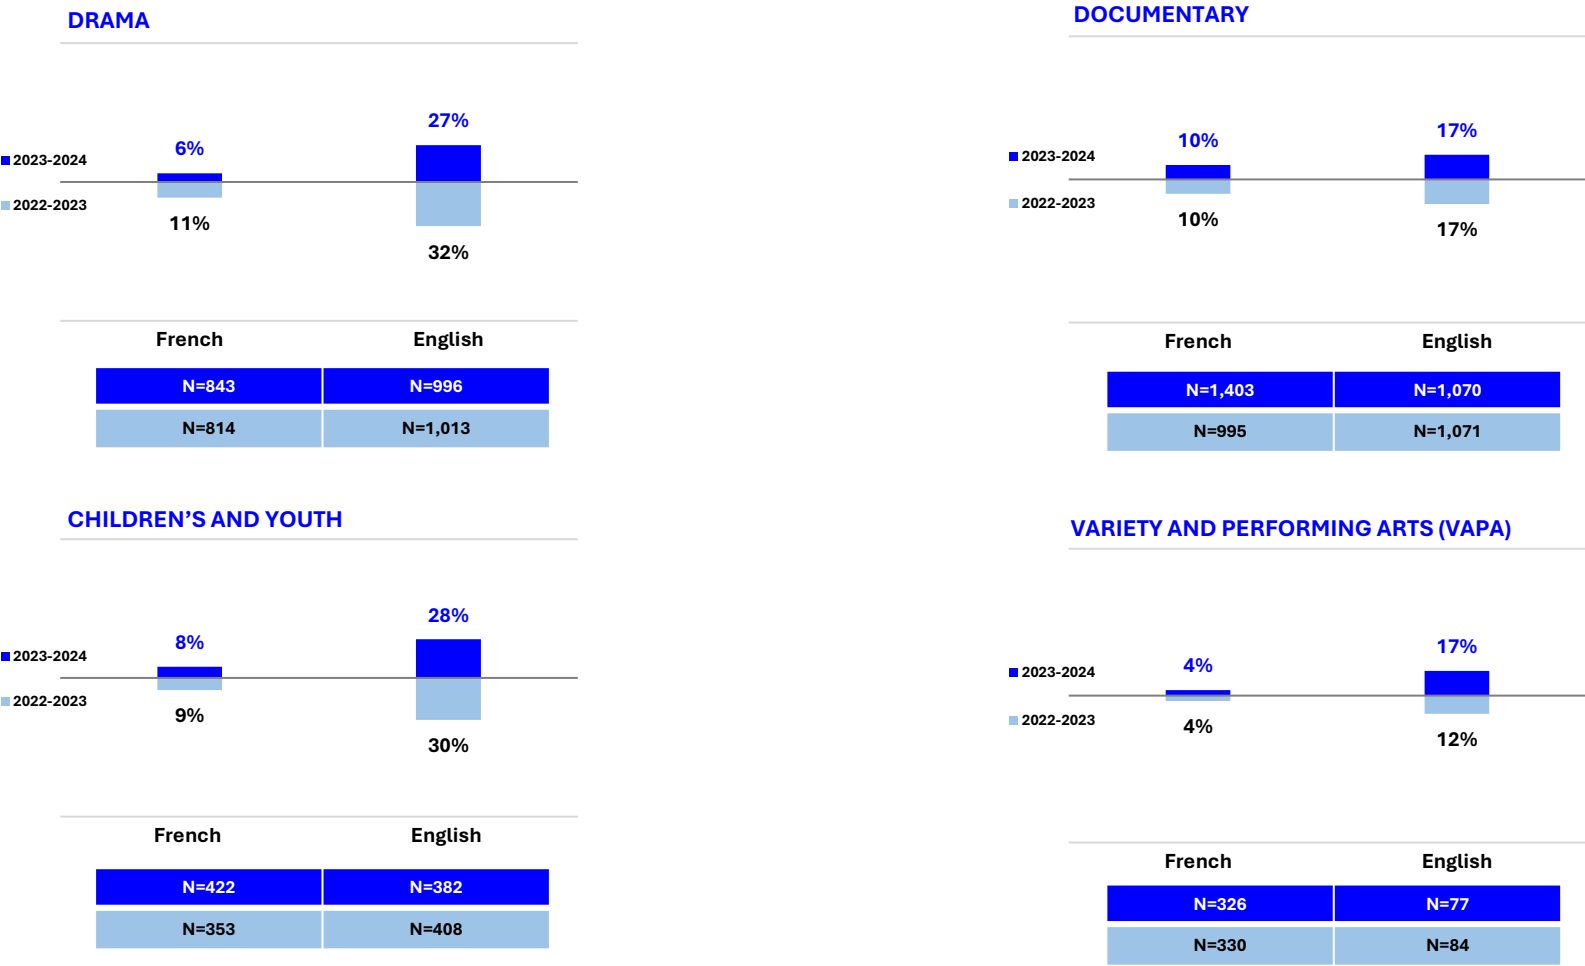 DRAMA
27%
6%
2023-2024
2022-2023
11%
32%
French English
N=843 N=996
N=814 N=1,013
DOCUMENTARY
17%
10%
2023-2024
2022-2023
10%
17%
French English
N=1,403 N=1,070
N=995 N=1,071
CHILDREN’S AND YOUTH
28%
8%
2023-2024
2022-2023
9%
30%
French English
N=422 N=382
N=353 N=408
VARIETY AND PERFORMING ARTS (VAPA)
17%
4%
2023-2024
2022-2023
4%
12%
French English
N=326 N=77
N=330 N=84